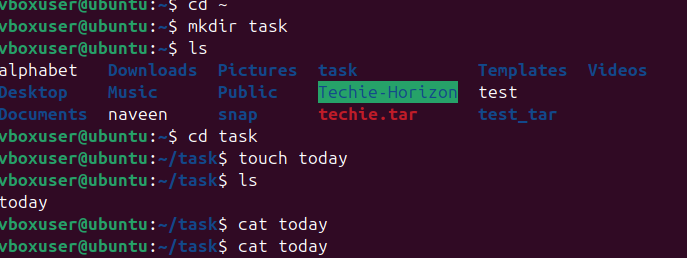 vboxuser@ubuntu:~$ cd ~
vboxuser@ubuntu:~$ mkdir task
vboxuser@ubuntu:~$ ls
alphabet Downloads Pictures task Templates Videos
Desktop Music Public Techie-Horizon test
Documents naveen snap techie.tar test_tar
vboxuser@ubuntu:~$ cd task
vboxuser@ubuntu:~/task$ touch today
vboxuser@ubuntu:~/task$ ls
today
vboxuser@ubuntu:~/task$ cat today
vboxuser@ubuntu:~/task$ cat today